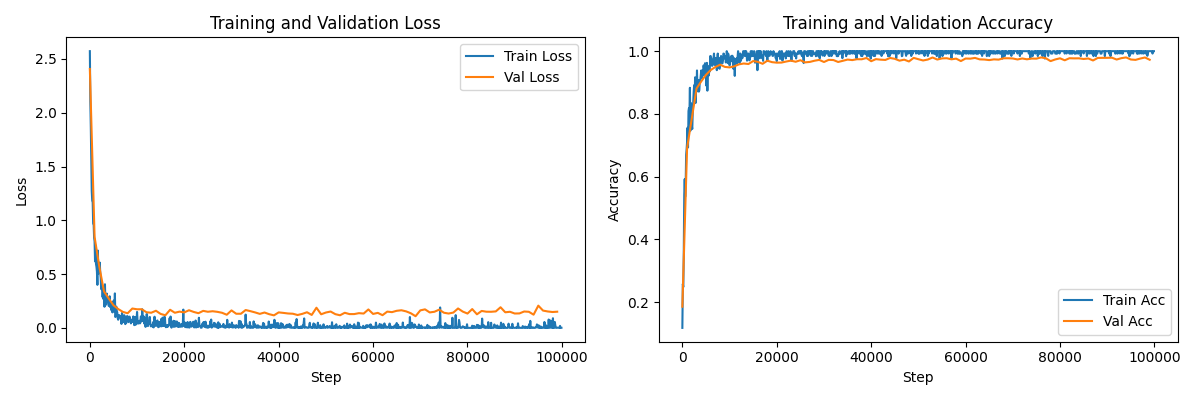 Training and Validation Loss
Train Loss
Val Loss
2.5
2.0
1.5
1.0
0.5
0.0
Loss
0 20000 40000 60000 80000 100000
Step
Training and Validation Accuracy
1.0
0.8
0.6
0.4
0.2
Accuracy
Train Acc
Val Acc
0 20000 40000 60000 80000 100000
Step